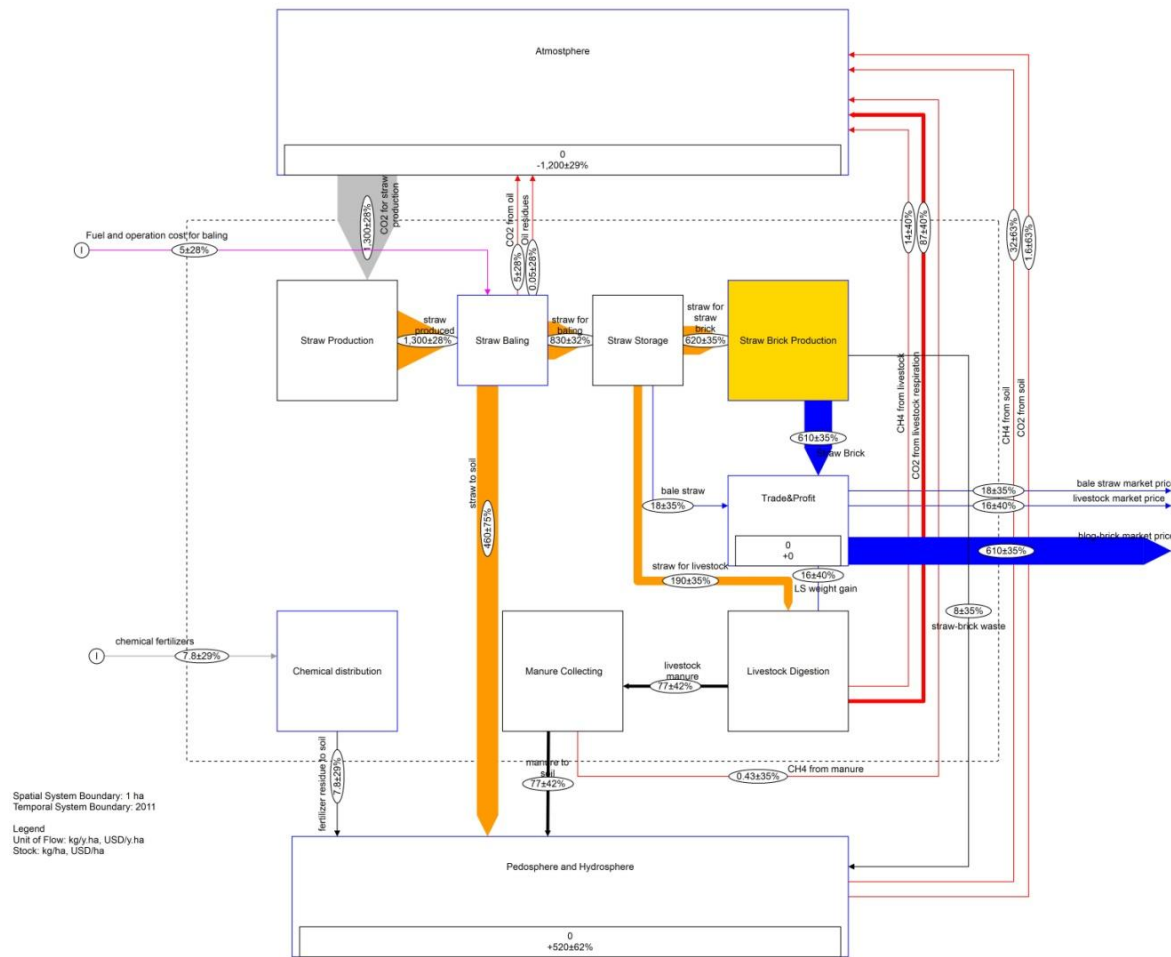 Atmostphere
0
-1,200±29%
CO2 for straw
production
1,300±28%
Fuel and operation cost for baling
I
5±28%
CO2 from oil
5±28%
Oil residues
0.05±28%
Straw Production
straw
produced
1,300±28%
Straw Baling
straw for
baling
830±32%
Straw Storage
straw for
straw
brick
620±35%
Straw Brick Production
610±35%
Straw Brick
CH4 from livestock
14±40%
CO2 from livestock respiration
87±40%
CH4 from soil
32±63%
CO2 from soil
1.6±63%
straw to soil
460±75%
bale straw
18±35%
Trade&Profit
0
+0
bale straw market price
18±35%
livestock market price
16±40%
blog-brick market price
610±35%
straw for livestock
190±35%
16±40%
LS weight gain
8±35%
straw-brick waste
chemical fertilizers
I
7.8±29%
Chemical distribution
Manure Collecting
livestock
manure
77±42%
Livestock Digestion
fertilizer residue to soil
7.8±29%
manure to
soil
77±42%
CH4 from manure
0.43±35%
Spatial System Boundary: 1 ha
Temporal System Boundary: 2011
Legend
Unit of Flow: kg/y.ha, USD/y.ha
Stock: kg/ha, USD/ha
Pedosphere and Hydrosphere
0
+520±62%